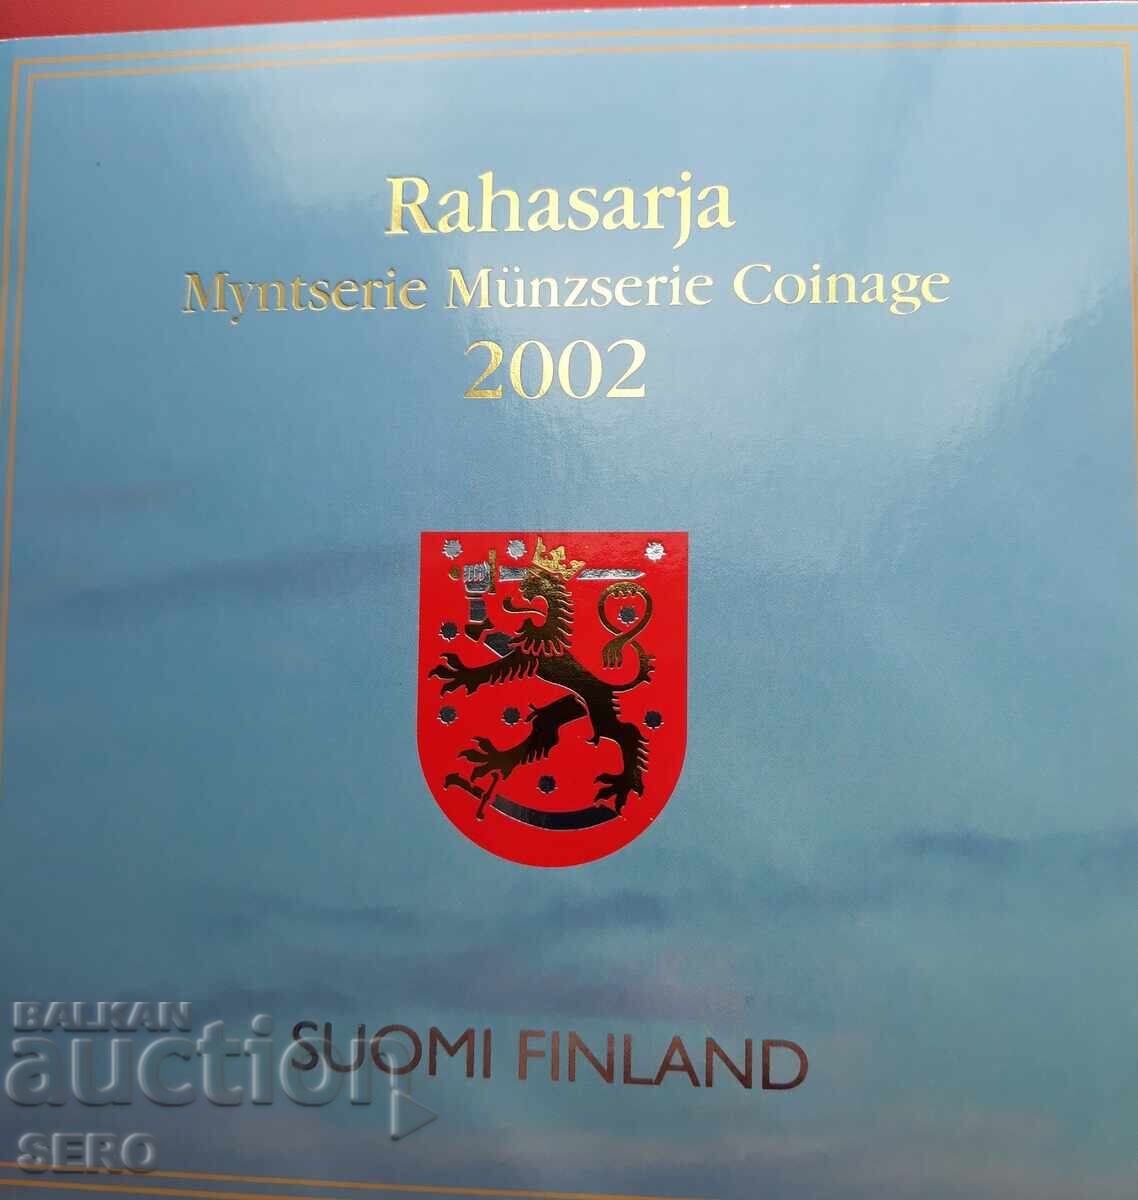 Rahasarja
Myntserie Münzserie Coinage
2002
SUOMI FINLAND
BALKAN
auction
SERO